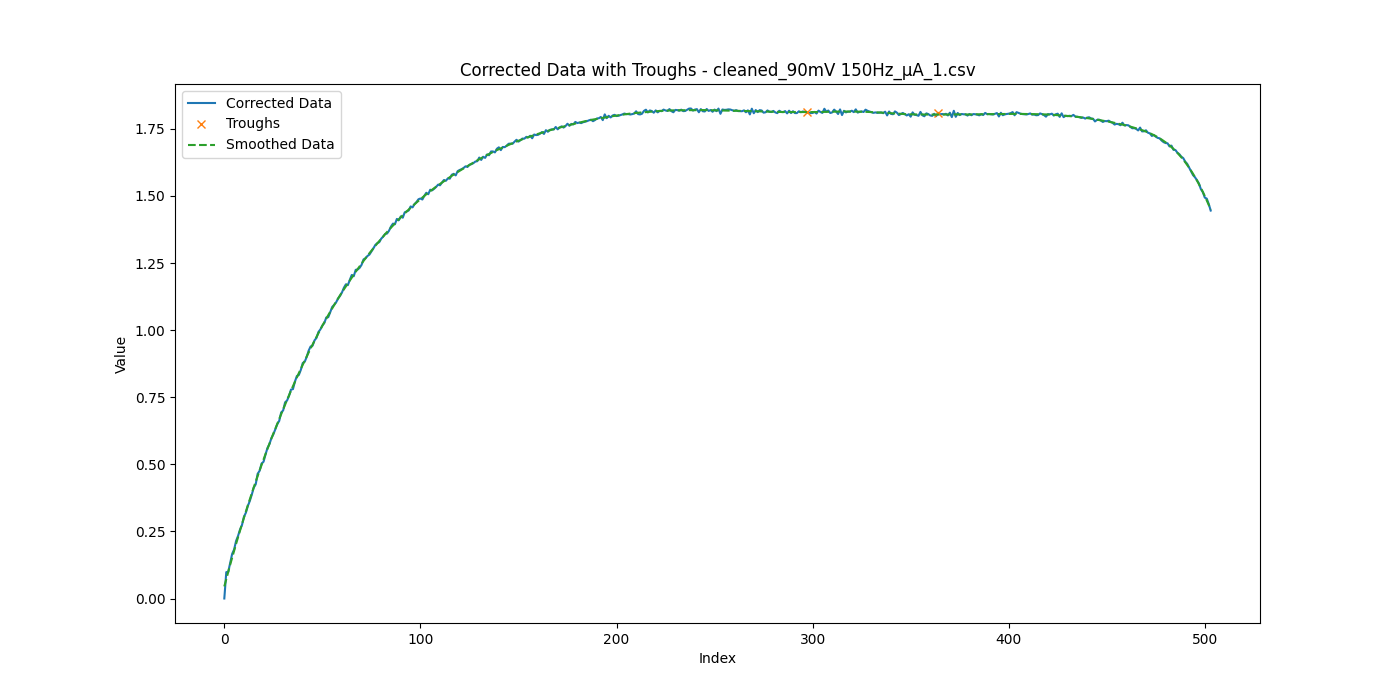 Corrected Data with Troughs - cleaned_90mV 150Hz_µA_1.csv
Corrected Data
Troughs
Smoothed Data
Value
1.75
1.50
1.25
1.00
0.75
0.50
0.25
0.00
0 100 200 300 400 500
Index